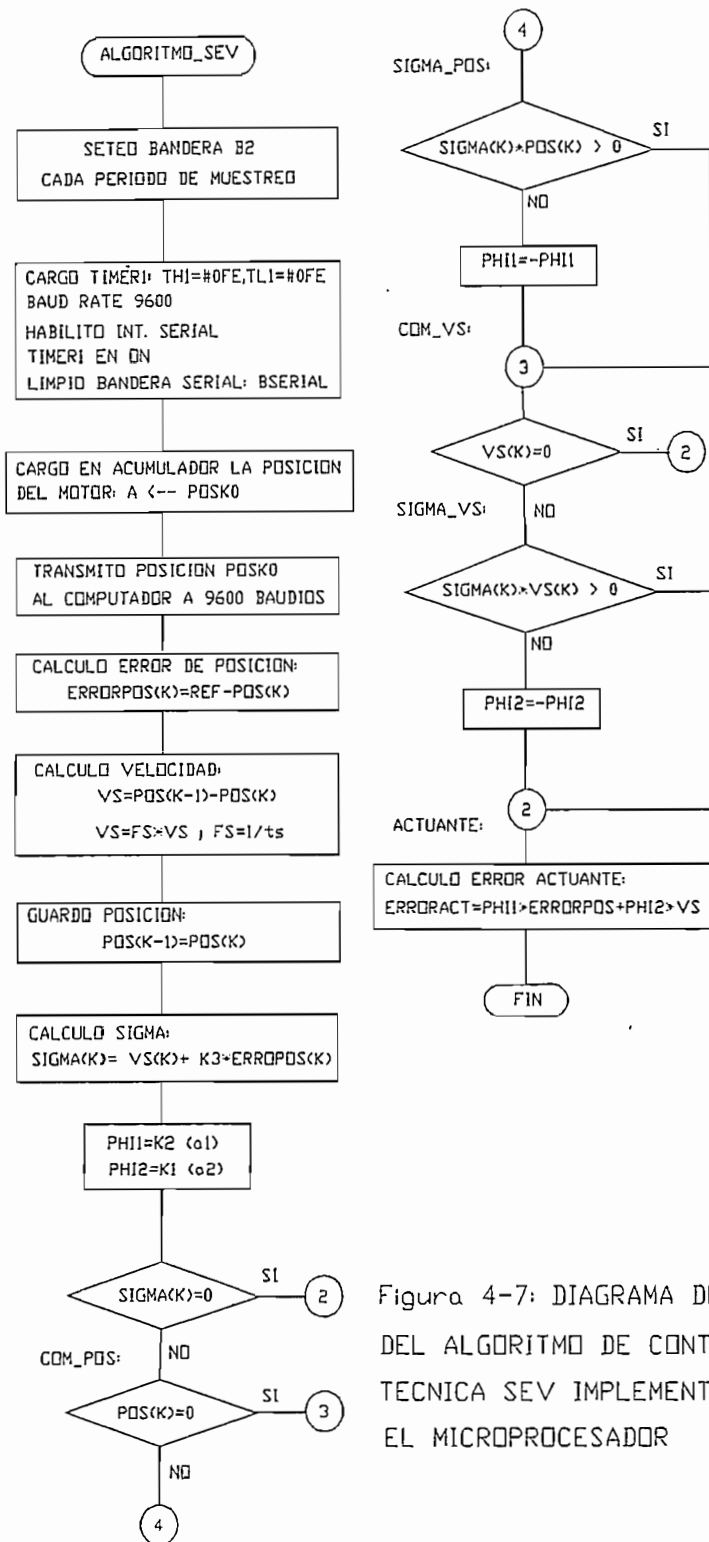 ALGORITMO_SEV
SETEO BANDERA B2
CADA PERIODO DE MUESTREO
CARGO TIMER1: TH1=#0FE,TL1=#0FE
BAUD RATE 9600
HABILITO INT. SERIAL
TIMER1 EN ON
LIMPIO BANDERA SERIAL: BSERIAL
CARGO EN ACUMULADOR LA POSICION
DEL MOTOR: A <-- POSK0
TRANSMITO POSICION POSK0
AL COMPUTADOR A 9600 BAUDIOS
CALCULO ERROR DE POSICION:
ERRORPOS(K)=REF-POS(K)
CALCULO VELOCIDAD:
VS=POS(K-1)-POS(K)
VS=FS*VS ; FS=1/ts
GUARDO POSICION:
POS(K-1)=POS(K)
CALCULO SIGMA:
SIGMA(K)= VS(K)+ K3*ERROPOS(K)
PHI1=K2 (a1)
PHI2=K1 (a2)
SIGMA(K)=0
SI
2
COM_POS:
NO
POS(K)=0
SI
3
NO
4
4
SIGMA_POS:
SIGMA(K)*POS(K) > 0
SI
NO
PHI1=-PHI1
COM_VS:
3
VS(K)=0
SI
2
SIGMA_VS:
NO
SIGMA(K)*VS(K) > 0
SI
NO
PHI2=-PHI2
2
ACTUANTE:
CALCULO ERROR ACTUANTE:
ERRORACT=PHI1*ERRORPOS+PHI2*VS
FIN
Figura 4-7: DIAGRAMA DE
DEL ALGORITMO DE CONT
TECNICA SEV IMPLEMENT
EL MICROPROCESADOR